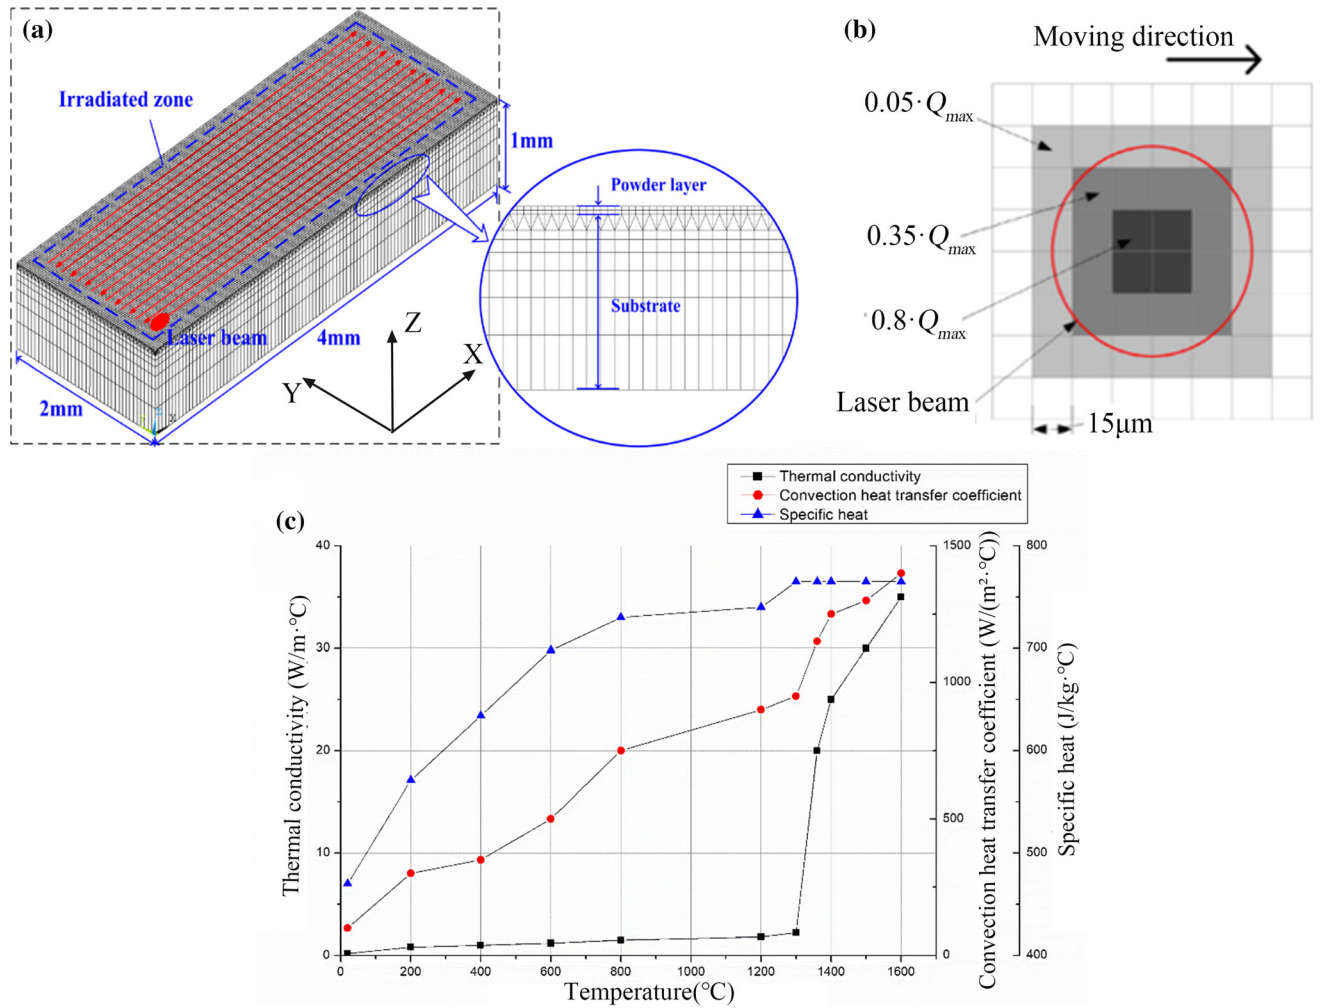 (a)
Irradiated zone
1mm
Powder layer
Substrate
Laser beam
4mm
2mm
Z
X
Y
X
(b)
Moving direction
0.05·Qmax
0.35·Qmax
0.8·Qmax
Laser beam
15μm
(c)
Thermal conductivity
Convection heat transfer coefficient
Specific heat
Thermal conductivity (W/m·°C)
40
30
20
10
0
0 200 400 600 800 1000 1200 1400 1600
Temperature(°C)
1500
1000
500
0
Convection heat transfer coefficient (W/(m²·°C))
800
700
600
500
400
Specific heat (J/kg·°C)